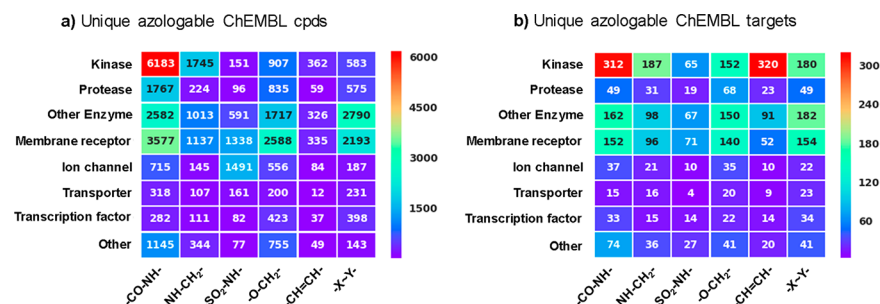 a) Unique azologable ChEMBL cpds
Kinase 6183 1745 151 907 362 583
Protease 1767 224 96 835 59 575
Other Enzyme 2582 1013 591 1717 326 2790
Membrane receptor 3577 1137 1338 2588 335 2193
Ion channel 715 145 1491 556 84 187
Transporter 318 107 161 200 12 231
Transcription factor 282 111 82 423 37 398
Other 1145 344 77 755 49 143
-CO-NH- NH-CH2- SO2-NH- -O-CH2- -CH=CH- -X~Y-
6000
4500
3000
1500
b) Unique azologable ChEMBL targets
Kinase 312 187 65 152 320 180
Protease 49 31 19 68 23 49
Other Enzyme 162 98 67 150 91 182
Membrane receptor 152 96 71 140 52 154
Ion channel 37 21 10 35 10 22
Transporter 15 16 4 20 9 23
Transcription factor 33 15 14 22 14 34
Other 74 36 27 41 20 41
-CO-NH- NH-CH2- SO2-NH- -O-CH2- -CH=CH- -X~Y-
300
240
180
120
60